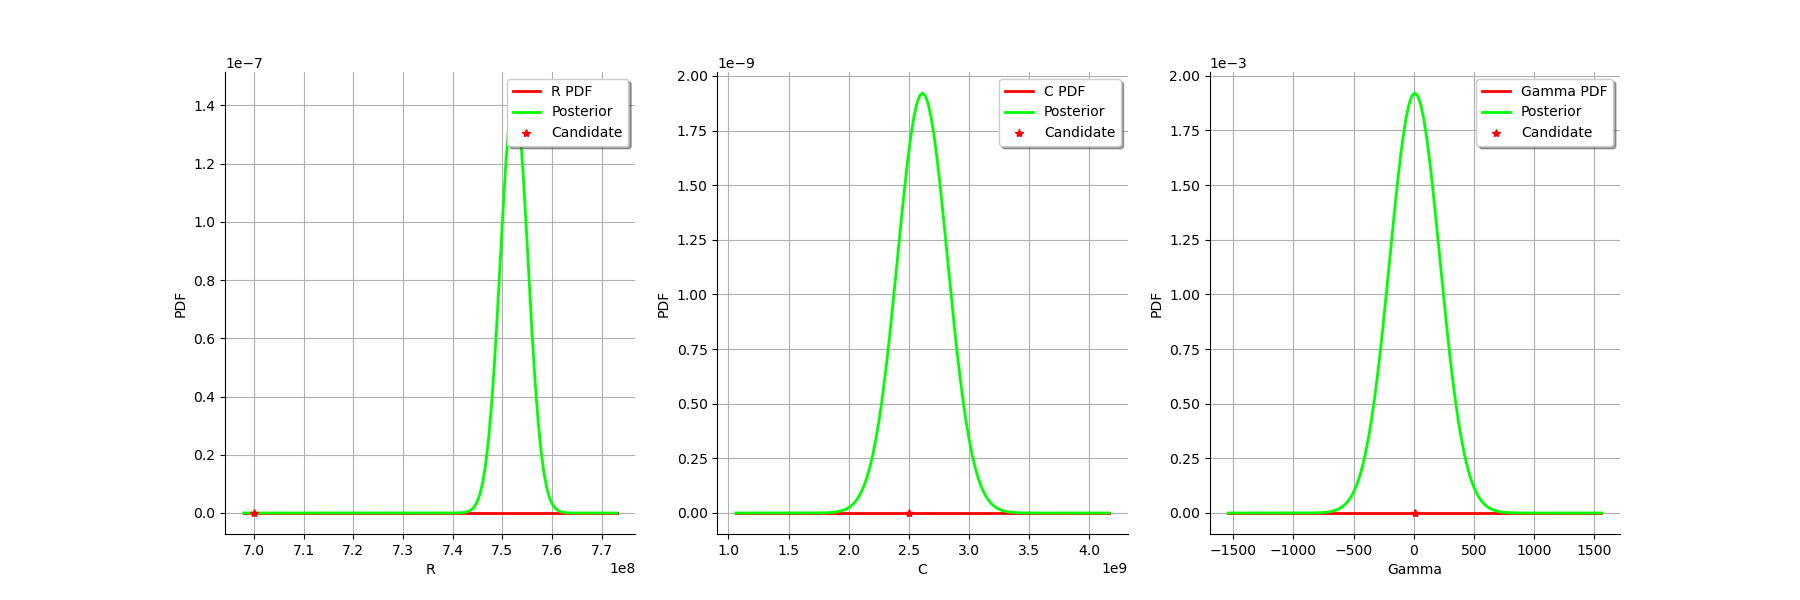 1e−7
R PDF
Posterior
Candidate
1.4
1.2
1.0
0.8
0.6
0.4
0.2
0.0
PDF
7.0 7.1 7.2 7.3 7.4 7.5 7.6 7.7
1e8
R
1e−9
C PDF
Posterior
Candidate
2.00
1.75
1.50
1.25
1.00
0.75
0.50
0.25
0.00
PDF
1.0 1.5 2.0 2.5 3.0 3.5 4.0
1e9
C
1e−3
Gamma PDF
Posterior
Candidate
2.00
1.75
1.50
1.25
1.00
0.75
0.50
0.25
0.00
PDF
−1500 −1000 −500 0 500 1000 1500
Gamma